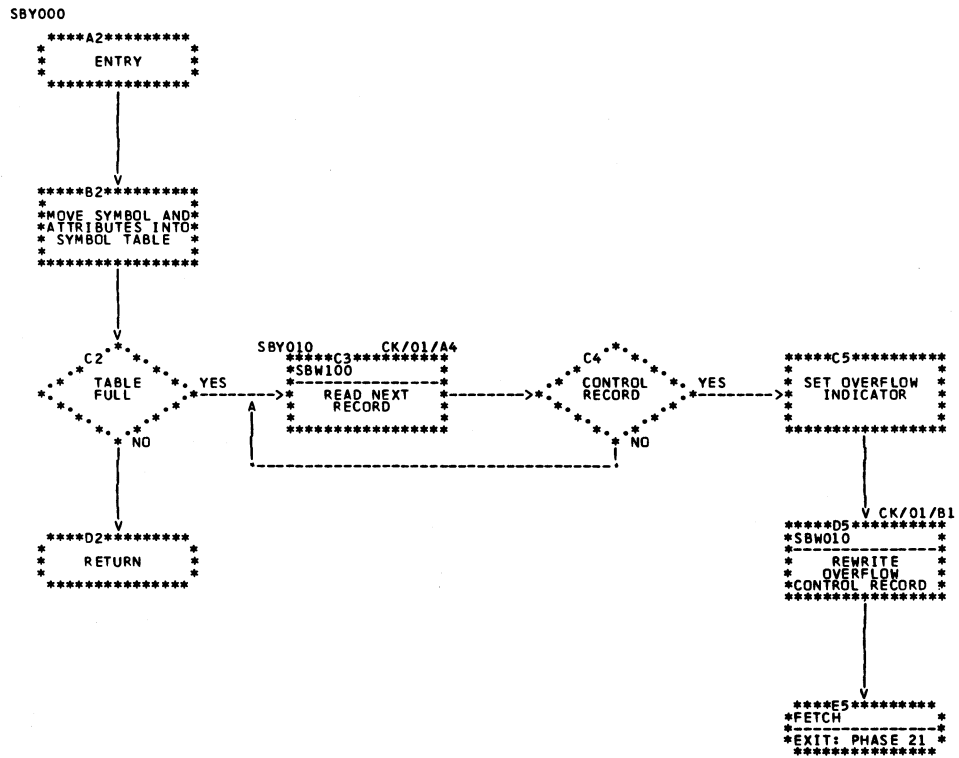 SBY000
****A2*********
ENTRY
*****B2**********
*MOVE SYMBOL AND*
*ATTRIBUTES INTO*
* SYMBOL TABLE *
C2
TABLE
FULL
YES
NO
****D2*********
RETURN
SBY010 CK/01/A4
*****C3**********
*SBW100
READ NEXT
RECORD
C4
CONTROL
RECORD
YES
NO
*****C5**********
SET OVERFLOW
INDICATOR
CK/01/B1
*****D5**********
*SBW010 *
REWRITE
OVERFLOW
*CONTROL RECORD *
****E5*********
*FETCH *
*EXIT: PHASE 21 *